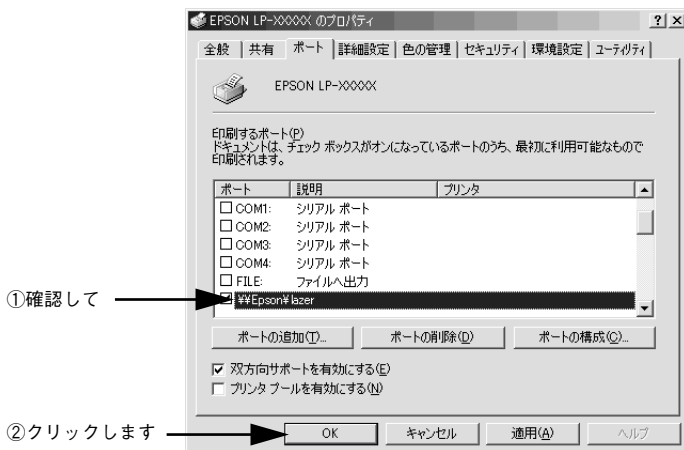 EPSON LP-XXXXX のプロパティ
全般 共有 ポート 詳細設定 色の管理 セキュリティ 環境設定 ユーティリティ
EPSON LP-XXXXX
印刷するポート(P)
ドキュメントは、チェック ボックスがオンになっているポートのうち、最初に利用可能なもので
印刷されます。
ポート 説明 プリンタ
COM1: シリアル ポート
COM2: シリアル ポート
COM3: シリアル ポート
COM4: シリアル ポート
FILE: ファイルへ出力
¥¥Epson¥lazer
①確認して
ポートの追加(T)... ポートの削除(D) ポートの構成(C)...
双方向サポートを有効にする(E)
プリンタ プールを有効にする(N)
②クリックします
OK キャンセル 適用(A) ヘルプ